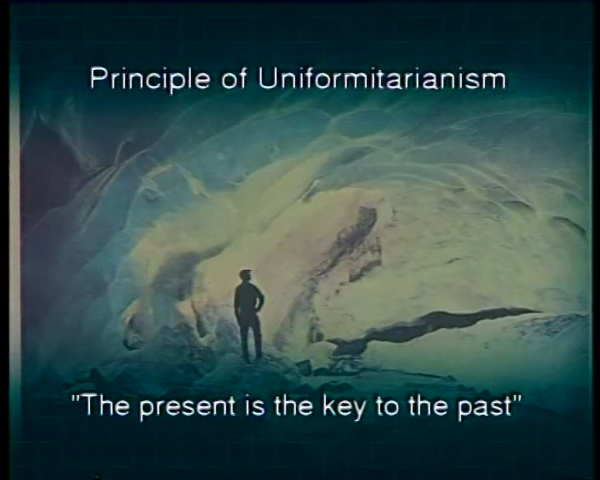 Principle of Uniformitarianism
"The present is the key to the past"